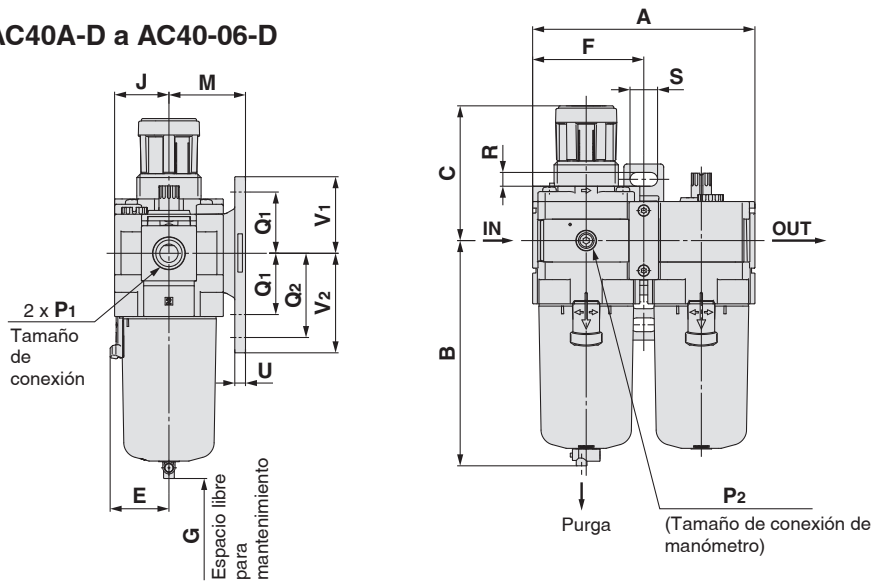 AC40A-D a AC40-06-D
A
F
S
J
M
C
R
V1
Q1
IN
OUT
Q1
Q2
V2
2 x P1
Tamaño
de
conexión
B
U
E
G
Espacio libre
para
mantenimiento
Purga
P2
(Tamaño de conexión de
manómetro)